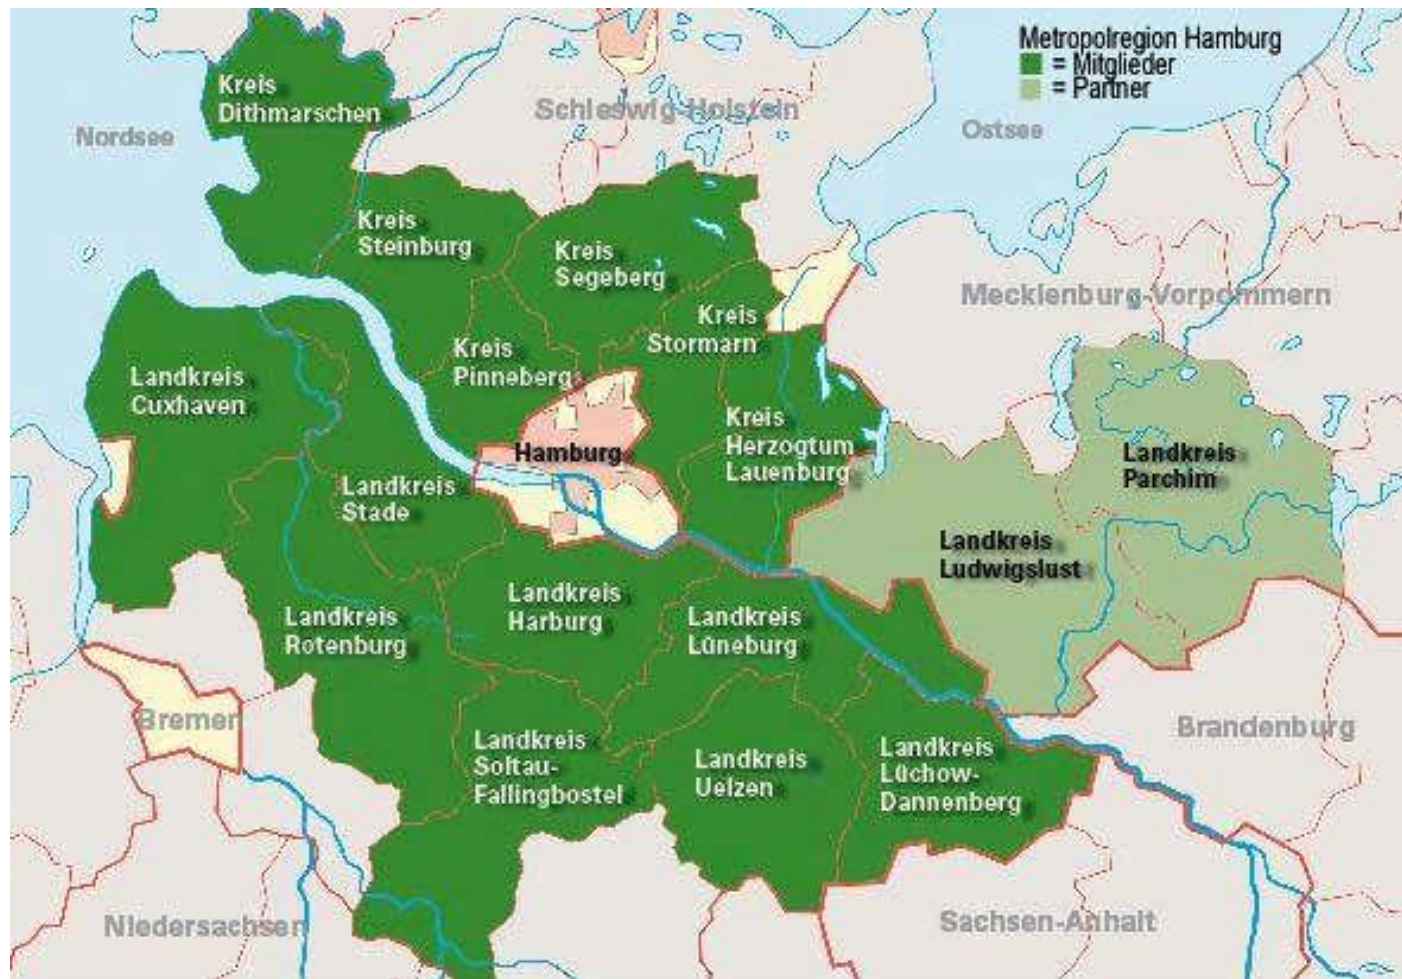 Metropolregion Hamburg
= Mitglieder
= Partner
Kreis
Dithmarschen
Schleswig-Holstein
Nordsee
Ostsee
Kreis
Steinburg
Kreis
Segeberg
Mecklenburg-Vorpommern
Kreis
Stormarn
Kreis
Pinneberg
Landkreis
Cuxhaven
Kreis
Herzogtum
Lauenburg
Hamburg
Landkreis
Parchim
Landkreis
Stade
Landkreis
Ludwigslust
Landkreis
Harburg
Landkreis
Rotenburg
Landkreis
Lüneburg
Bremen
Brandenburg
Landkreis
Soltau-
Fallingbostel
Landkreis
Uelzen
Landkreis
Lüchow-
Dannenberg
Niedersachsen
Sachsen-Anhalt